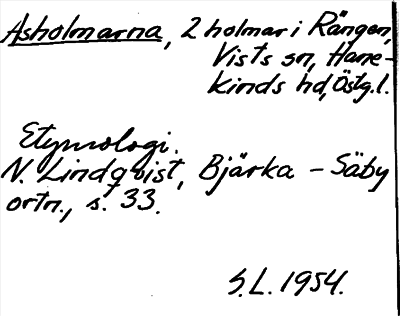 Asholmarna, 2 holmar i Rängen,
Vists sn, Hane-
kinds hd, Östg. l.
Etymologi.
N. Lindqvist, Bjärka - Säby
ortn., s. 33.
S.L. 1954.